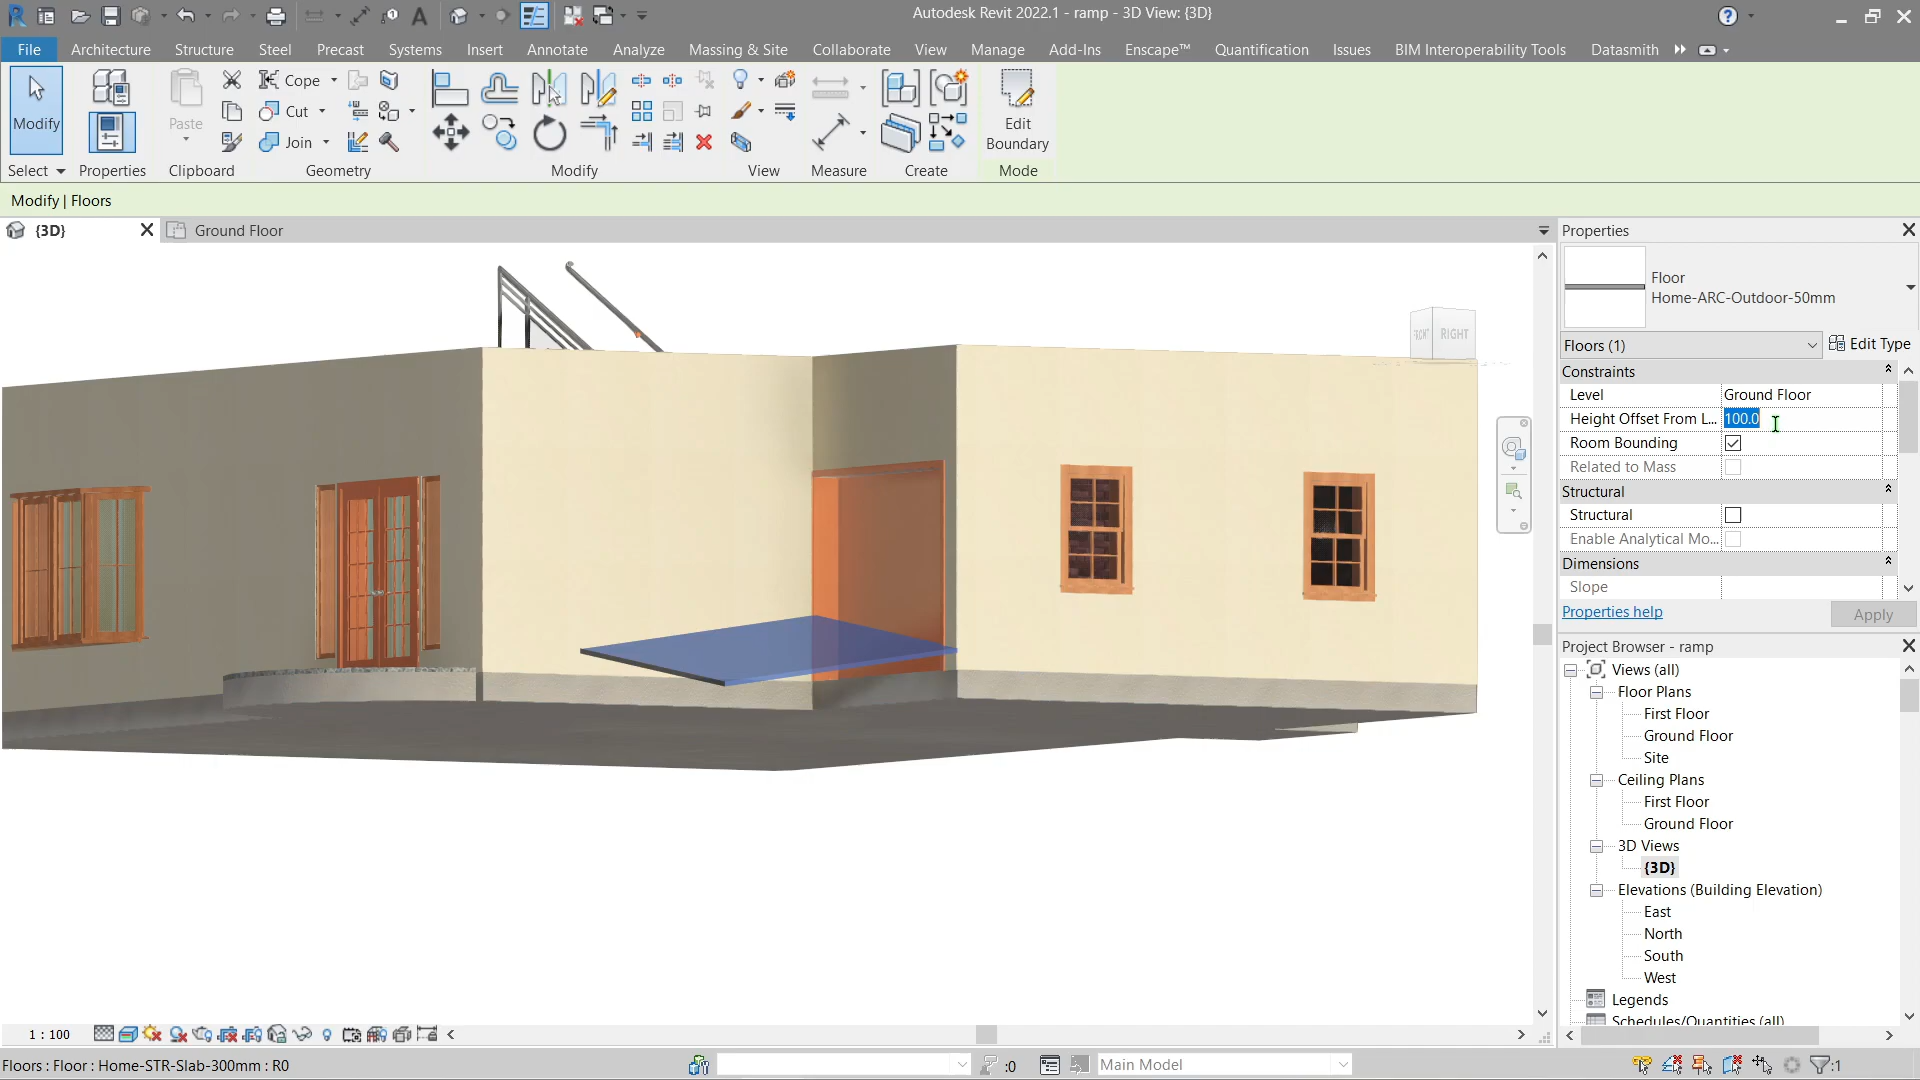 Autodesk Revit 2022.1 - ramp - 3D View: {3D}
File Architecture Structure Steel Precast Systems Insert Annotate Analyze Massing & Site Collaborate View Manage Add-Ins Enscape™ Quantification Issues BIM Interoperability Tools Datasmith
Modify Paste Cope Cut Join Edit Boundary
Select Properties Clipboard Geometry Modify View Measure Create Mode
Modify | Floors
{3D} Ground Floor
FRONT RIGHT
Properties
Floor
Home-ARC-Outdoor-50mm
Floors (1) Edit Type
Constraints
Level Ground Floor
Height Offset From L... 100.0
Room Bounding
Related to Mass
Structural
Structural
Enable Analytical Mo...
Dimensions
Slope
Properties help Apply
Project Browser - ramp
Views (all)
Floor Plans
First Floor
Ground Floor
Site
Ceiling Plans
First Floor
Ground Floor
3D Views
{3D}
Elevations (Building Elevation)
East
North
South
West
Legends
Schedules/Quantities (all)
1 : 100
Floors : Floor : Home-STR-Slab-300mm : R0 :0 Main Model :1